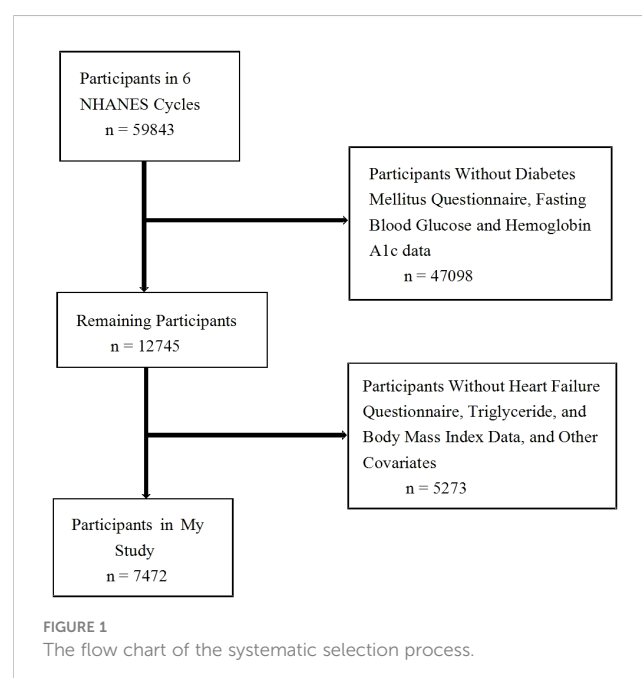 Participants in 6
NHANES Cycles
n = 59843
Participants Without Diabetes
Mellitus Questionnaire, Fasting
Blood Glucose and Hemoglobin
A1c data
n = 47098
Remaining Participants
n = 12745
Participants Without Heart Failure
Questionnaire, Triglyceride, and
Body Mass Index Data, and Other
Covariates
n = 5273
Participants in My
Study
n = 7472
FIGURE 1
The flow chart of the systematic selection process.